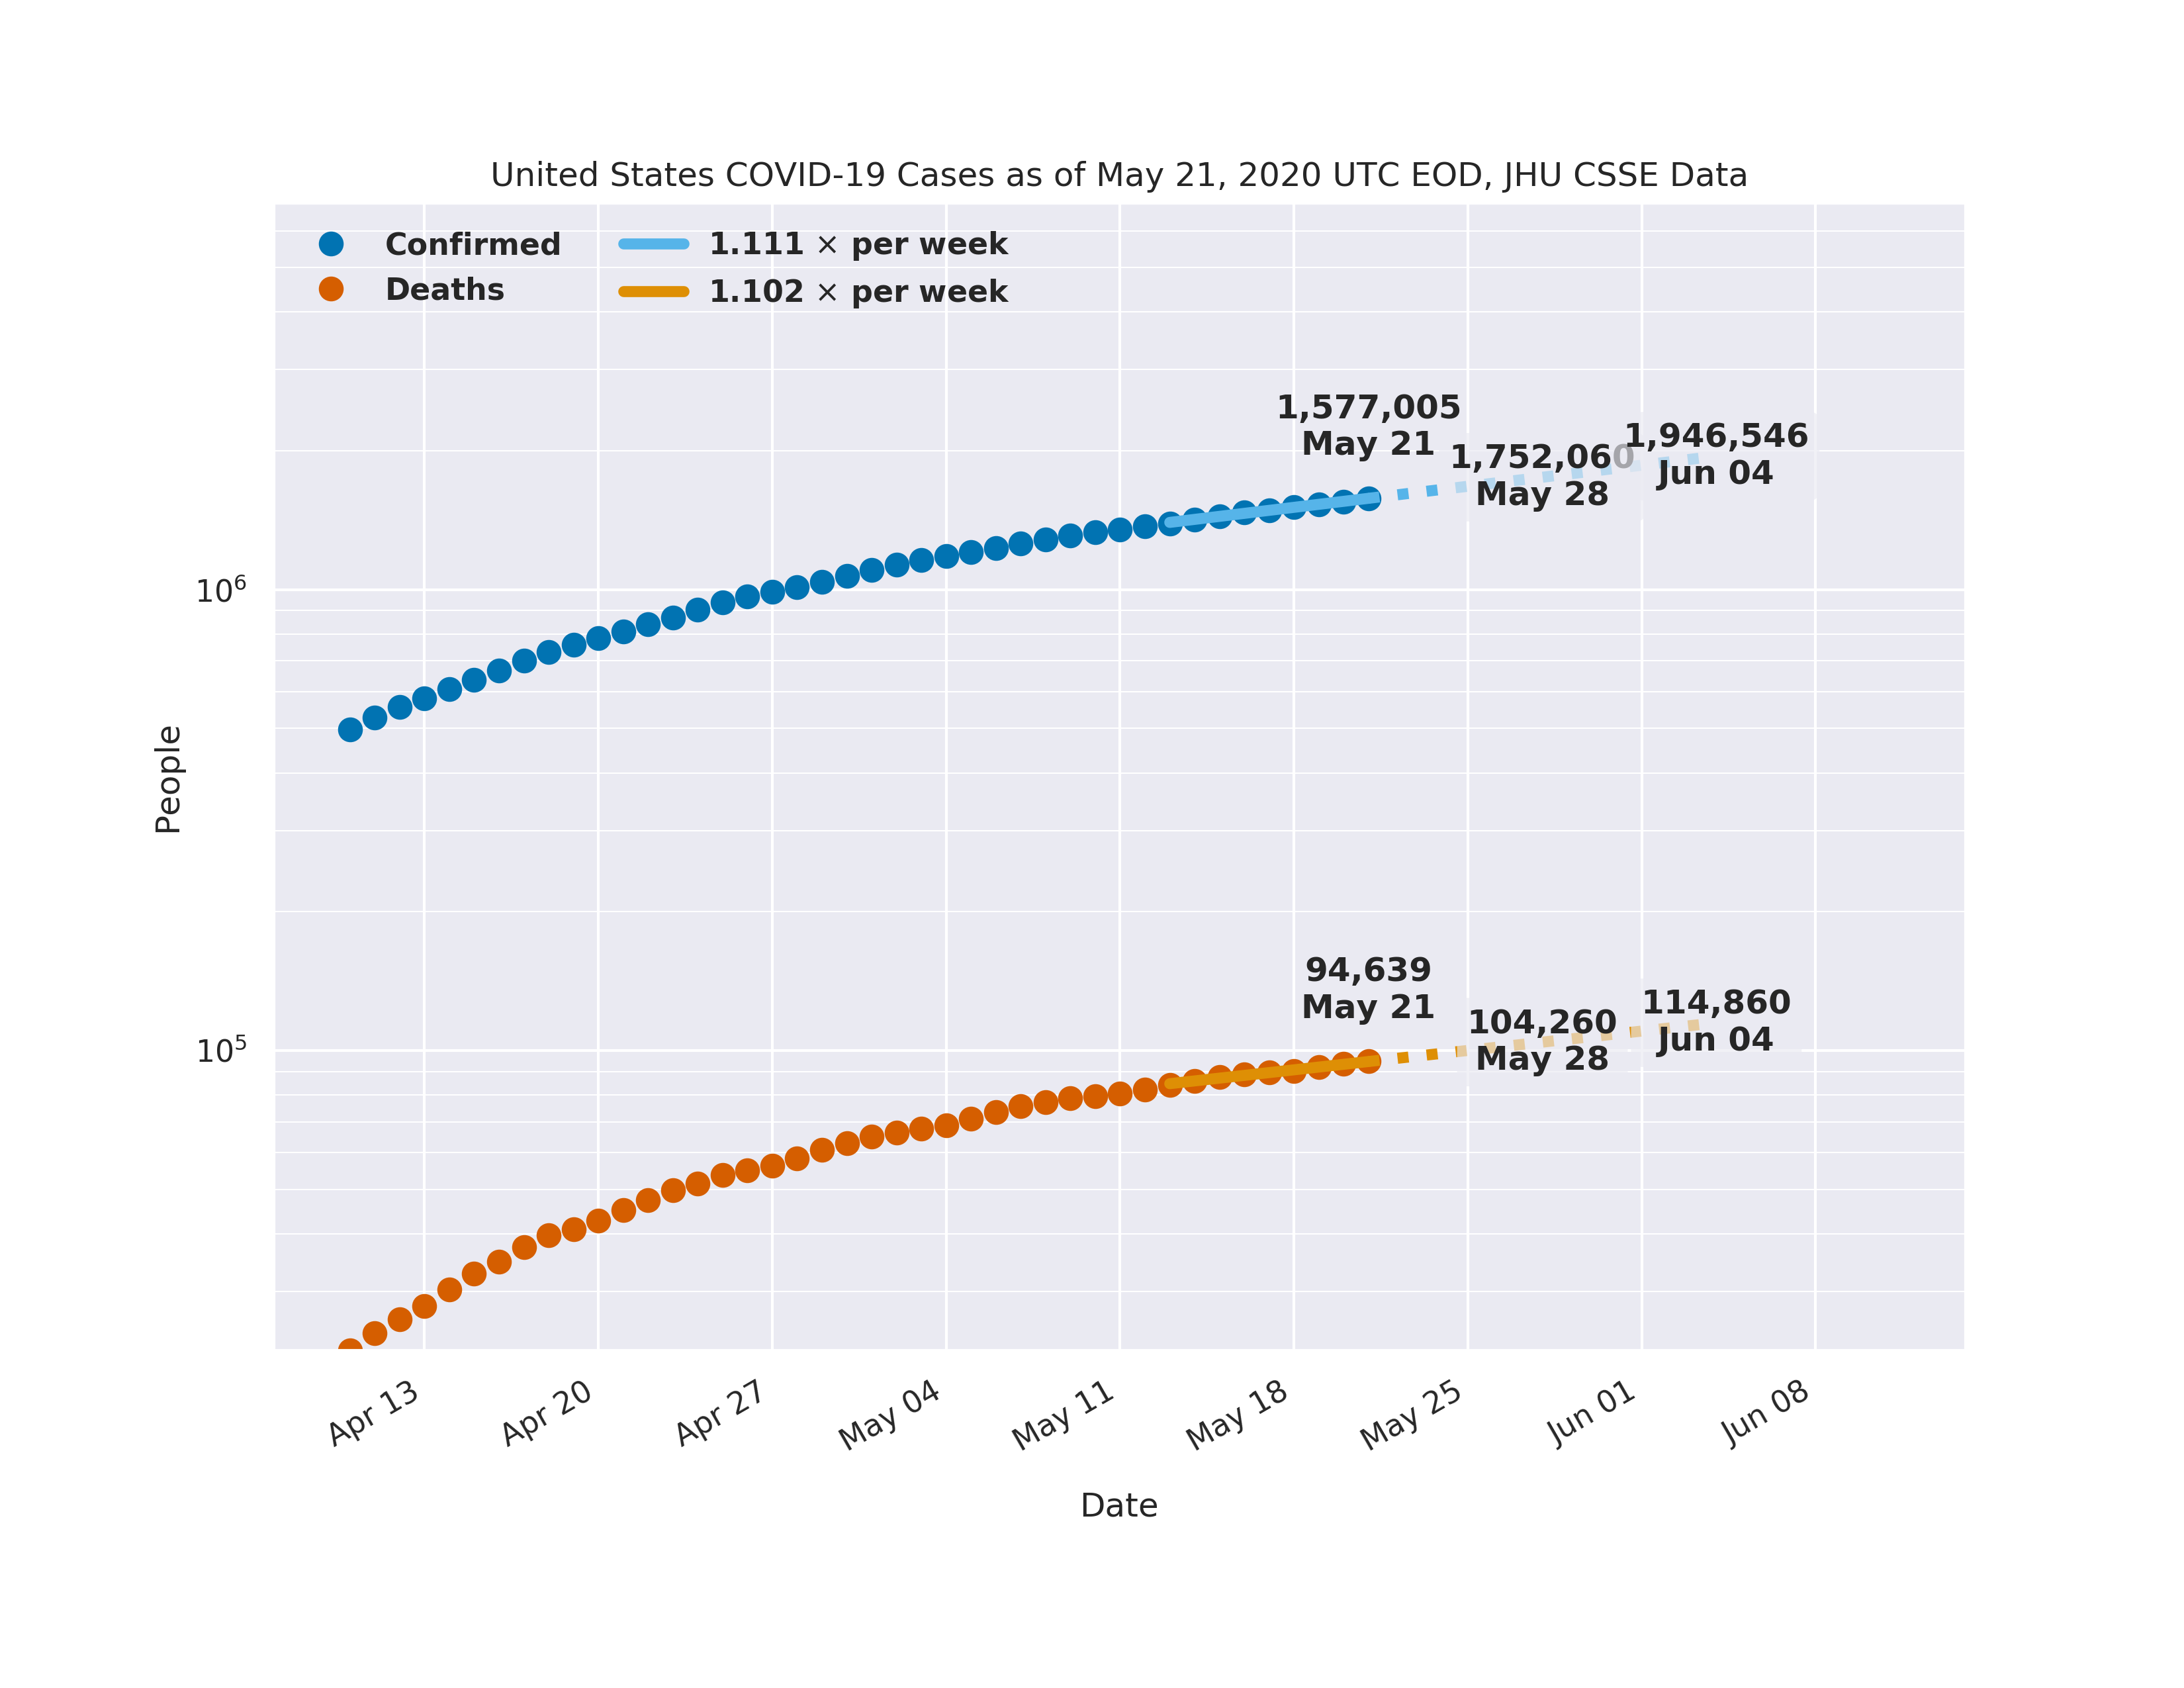 United States COVID-19 Cases as of May 21, 2020 UTC EOD, JHU CSSE Data
Confirmed
Deaths
1.111 × per week
1.102 × per week
1,577,005
May 21
1,752,060
May 28
1,946,546
Jun 04
94,639
May 21
104,260
May 28
114,860
Jun 04
10⁶
10⁵
People
Apr 13
Apr 20
Apr 27
May 04
May 11
May 18
May 25
Jun 01
Jun 08
Date